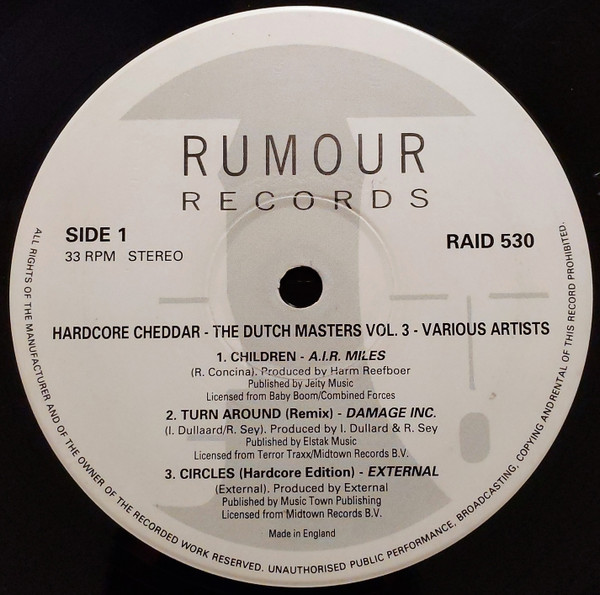 RUMOUR
RECORDS
SIDE 1
33 RPM STEREO
RAID 530
HARDCORE CHEDDAR - THE DUTCH MASTERS VOL. 3 - VARIOUS ARTISTS
1. CHILDREN - A.I.R. MILES
(R. Concina). Produced by Harm Reefboer
Published by Jeity Music
Licensed from Baby Boom/Combined Forces
2. TURN AROUND (Remix) - DAMAGE INC.
(I. Dullaard/R. Sey). Produced by I. Dullard & R. Sey
Published by Elstak Music
Licensed from Terror Traxx/Midtown Records B.V.
3. CIRCLES (Hardcore Edition) - EXTERNAL
(External). Produced by External
Published by Music Town Publishing
Licensed from Midtown Records B.V.
Made in England
ALL RIGHTS OF THE MANUFACTURER AND OF THE OWNER OF THE RECORDED WORK RESERVED. UNAUTHORISED PUBLIC PERFORMANCE, BROADCASTING, COPYING ANDRENTAL OF THIS RECORD PROHIBITED.